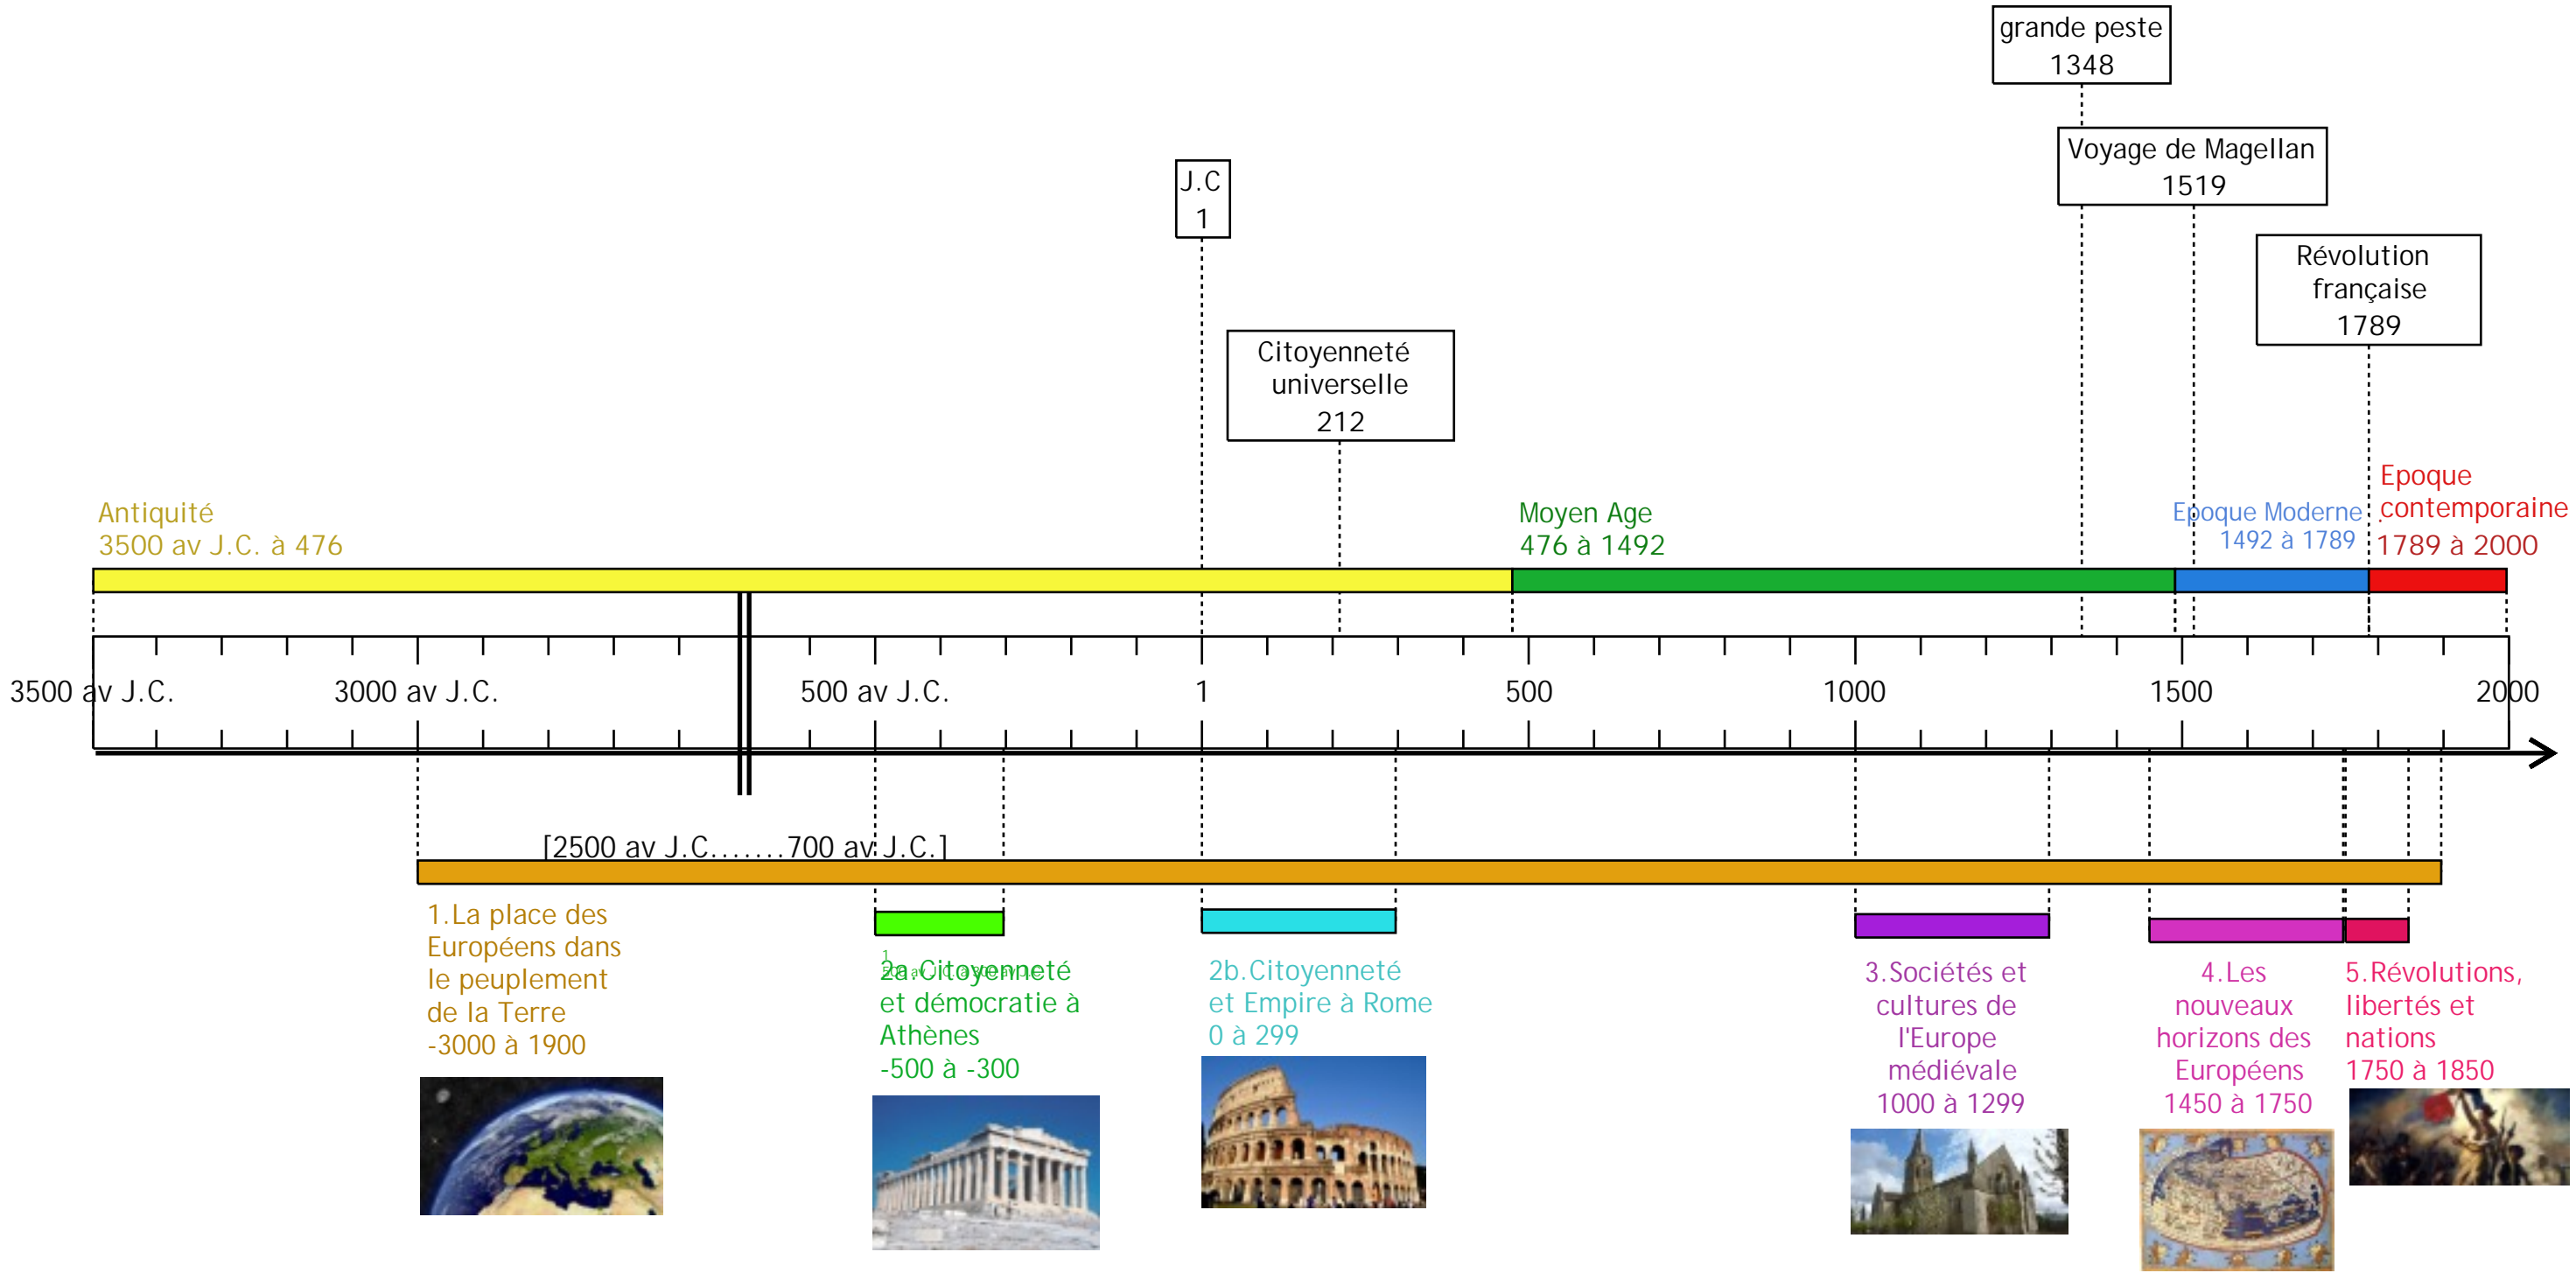 grande peste
1348
Voyage de Magellan
1519
J.C
1
Révolution
française
1789
Citoyenneté
universelle
212
Antiquité
3500 av J.C. à 476
Moyen Age
476 à 1492
Epoque Moderne
1492 à 1789
Epoque
contemporaine
1789 à 2000
3500 av J.C.
3000 av J.C.
500 av J.C.
1
500
1000
1500
2000
[2500 av J.C.......700 av J.C.]
1.La place des
Européens dans
le peuplement
de la Terre
-3000 à 1900
1
500 av J.C. à 300 av J.C.
2a.Citoyenneté
et démocratie à
Athènes
-500 à -300
2b.Citoyenneté
et Empire à Rome
0 à 299
3.Sociétés et
cultures de
l'Europe
médiévale
1000 à 1299
4.Les
nouveaux
horizons des
Européens
1450 à 1750
5.Révolutions,
libertés et
nations
1750 à 1850